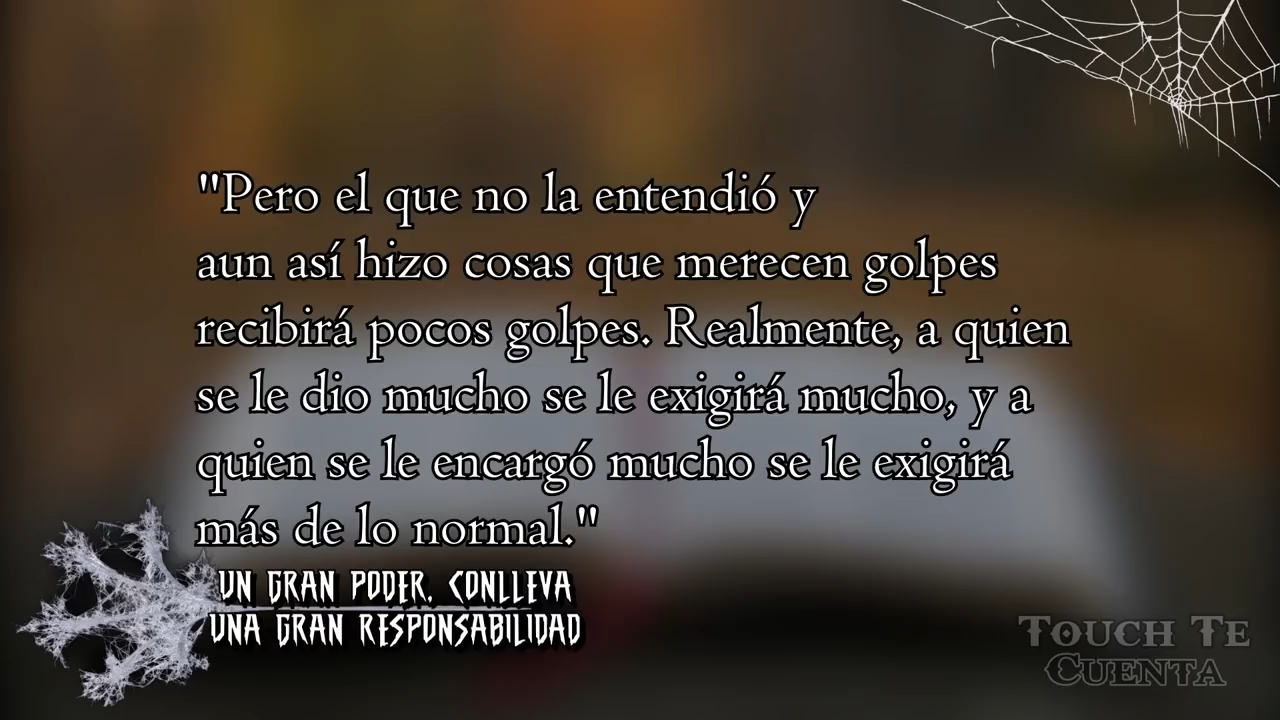 "Pero el que no la entendió y
aun así hizo cosas que merecen golpes
recibirá pocos golpes. Realmente, a quien
se le dio mucho se le exigirá mucho, y a
quien se le encargó mucho se le exigirá
más de lo normal."
UN GRAN PODER, CONLLEVA
UNA GRAN RESPONSABILIDAD
TOUCH TE
CUENTA